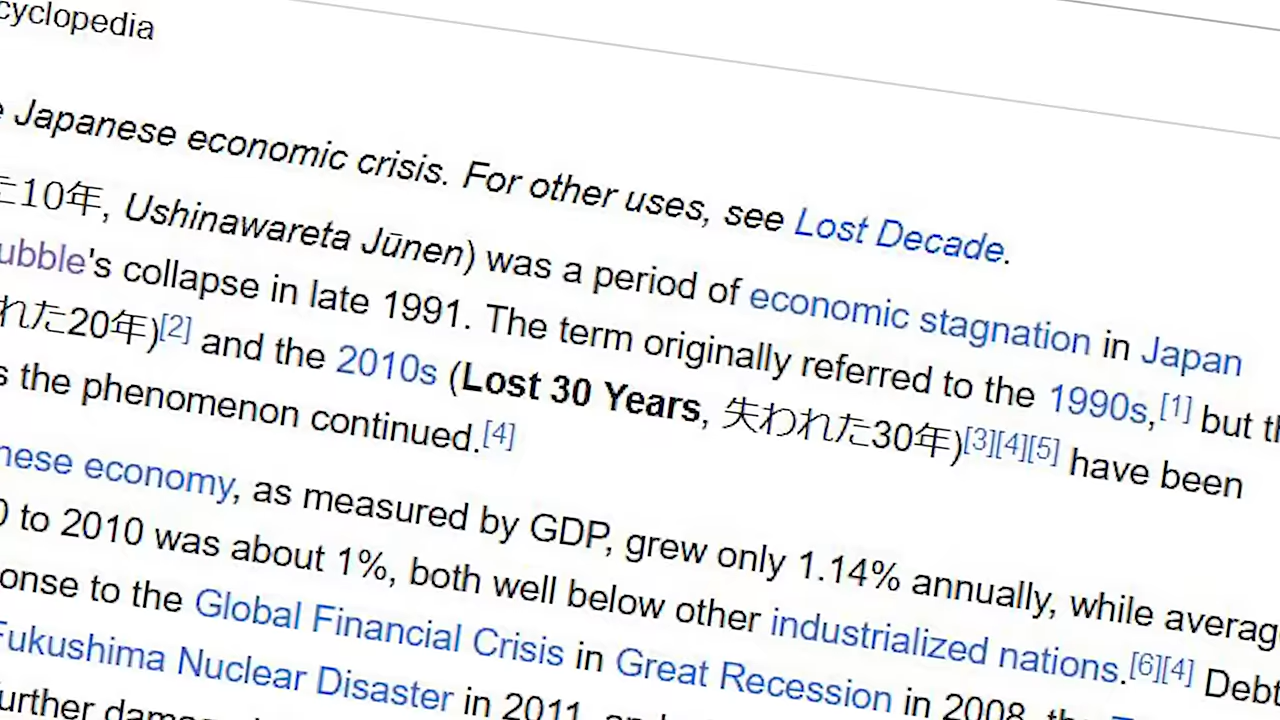 cyclopedia
Japanese economic crisis. For other uses, see Lost Decade.
10年, Ushinawareta Jūnen) was a period of economic stagnation in Japan
ubble's collapse in late 1991. The term originally referred to the 1990s,[1] but
れた20年)[2] and the 2010s (Lost 30 Years, 失われた30年)[3][4][5] have been
s the phenomenon continued.[4]
nese economy, as measured by GDP, grew only 1.14% annually, while averag
0 to 2010 was about 1%, both well below other industrialized nations.[6][4] Debt
onse to the Global Financial Crisis in Great Recession in 2008, the
Fukushima Nuclear Disaster in 2011, and
urther